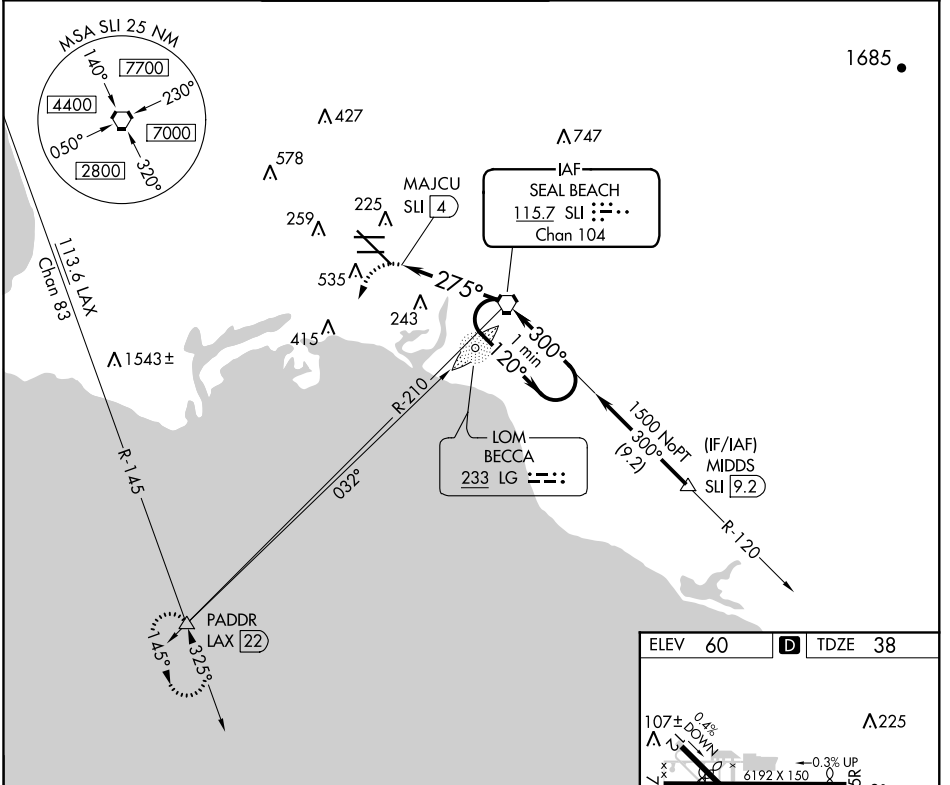 MSA SLI 25 NM
140°
7700
230°
4400
7000
050°
2800
320°
1685
427
747
578
IAF
SEAL BEACH
115.7 SLI
Chan 104
MAJCU
SLI 4
225
259
113.6 LAX
Chan 83
535
275°
243
300°
1 min
120°
415
1543±
R-210
1500 NoPT
300°
(9.2)
(IF/IAF)
MIDDS
SLI 9.2
LOM
BECCA
233 LG
032°
R-145
R-120
PADDR
LAX 22
145°
325°
ELEV 60
D
TDZE 38
107±
0.4%
DOWN
225
12
0.3% UP
6192 X 150